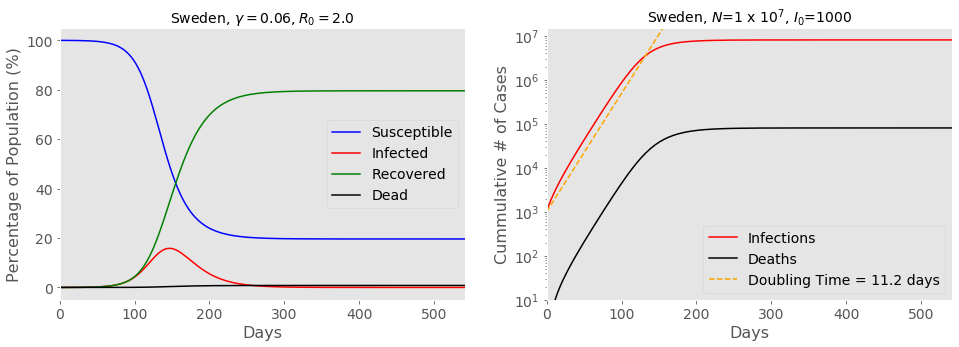 Sweden, γ = 0.06, R₀ = 2.0
Percentage of Population (%)
100
80
60
40
20
0
Susceptible
Infected
Recovered
Dead
0 100 200 300 400 500
Days
Sweden, N=1 x 10⁷, I₀=1000
Cummulative # of Cases
10⁷
10⁶
10⁵
10⁴
10³
10²
10¹
Infections
Deaths
Doubling Time = 11.2 days
0 100 200 300 400 500
Days